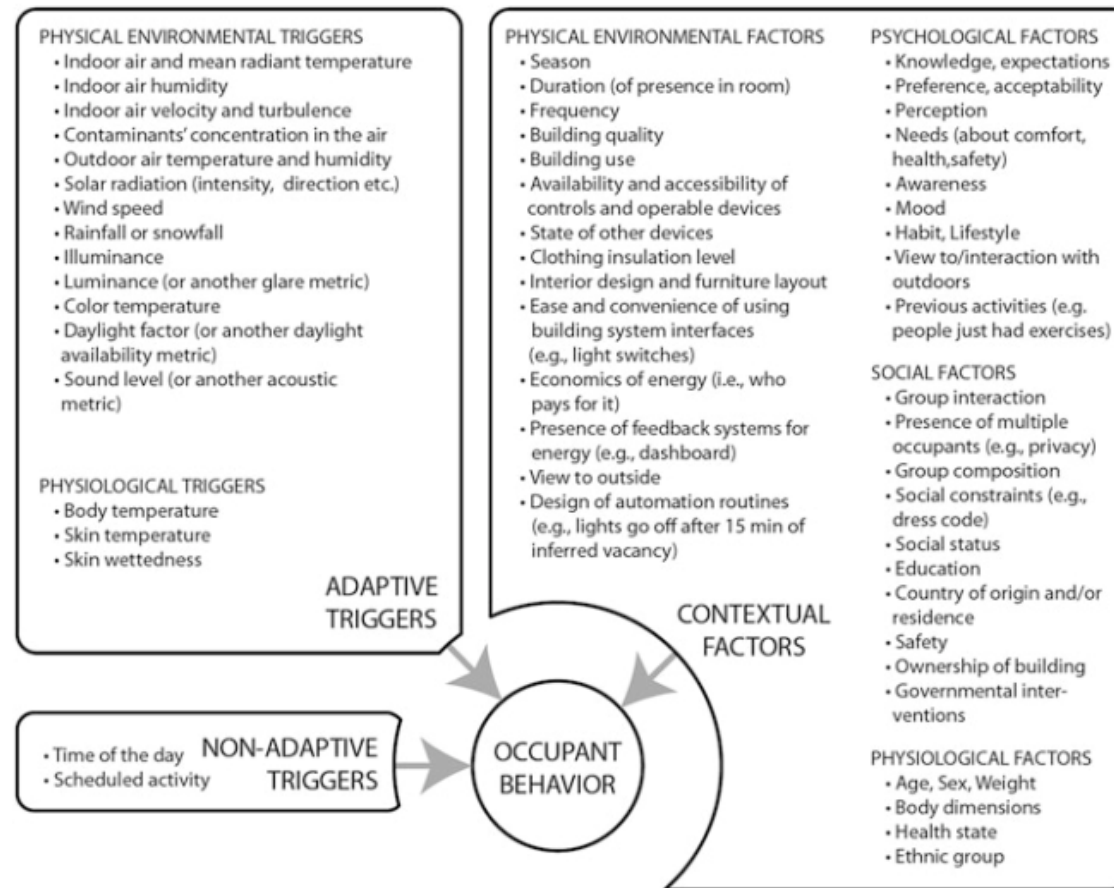 PHYSICAL ENVIRONMENTAL TRIGGERS
• Indoor air and mean radiant temperature
• Indoor air humidity
• Indoor air velocity and turbulence
• Contaminants' concentration in the air
• Outdoor air temperature and humidity
• Solar radiation (intensity, direction etc.)
• Wind speed
• Rainfall or snowfall
• Illuminance
• Luminance (or another glare metric)
• Color temperature
• Daylight factor (or another daylight
availability metric)
• Sound level (or another acoustic
metric)
PHYSIOLOGICAL TRIGGERS
• Body temperature
• Skin temperature
• Skin wettedness
ADAPTIVE
TRIGGERS
• Time of the day
• Scheduled activity
NON-ADAPTIVE
TRIGGERS
OCCUPANT
BEHAVIOR
PHYSICAL ENVIRONMENTAL FACTORS
• Season
• Duration (of presence in room)
• Frequency
• Building quality
• Building use
• Availability and accessibility of
controls and operable devices
• State of other devices
• Clothing insulation level
• Interior design and furniture layout
• Ease and convenience of using
building system interfaces
(e.g., light switches)
• Economics of energy (i.e., who
pays for it)
• Presence of feedback systems for
energy (e.g., dashboard)
• View to outside
• Design of automation routines
(e.g., lights go off after 15 min of
inferred vacancy)
CONTEXTUAL
FACTORS
PSYCHOLOGICAL FACTORS
• Knowledge, expectations
• Preference, acceptability
• Perception
• Needs (about comfort,
health,safety)
• Awareness
• Mood
• Habit, Lifestyle
• View to/interaction with
outdoors
• Previous activities (e.g.
people just had exercises)
SOCIAL FACTORS
• Group interaction
• Presence of multiple
occupants (e.g., privacy)
• Group composition
• Social constraints (e.g.,
dress code)
• Social status
• Education
• Country of origin and/or
residence
• Safety
• Ownership of building
• Governmental inter-
ventions
PHYSIOLOGICAL FACTORS
• Age, Sex, Weight
• Body dimensions
• Health state
• Ethnic group